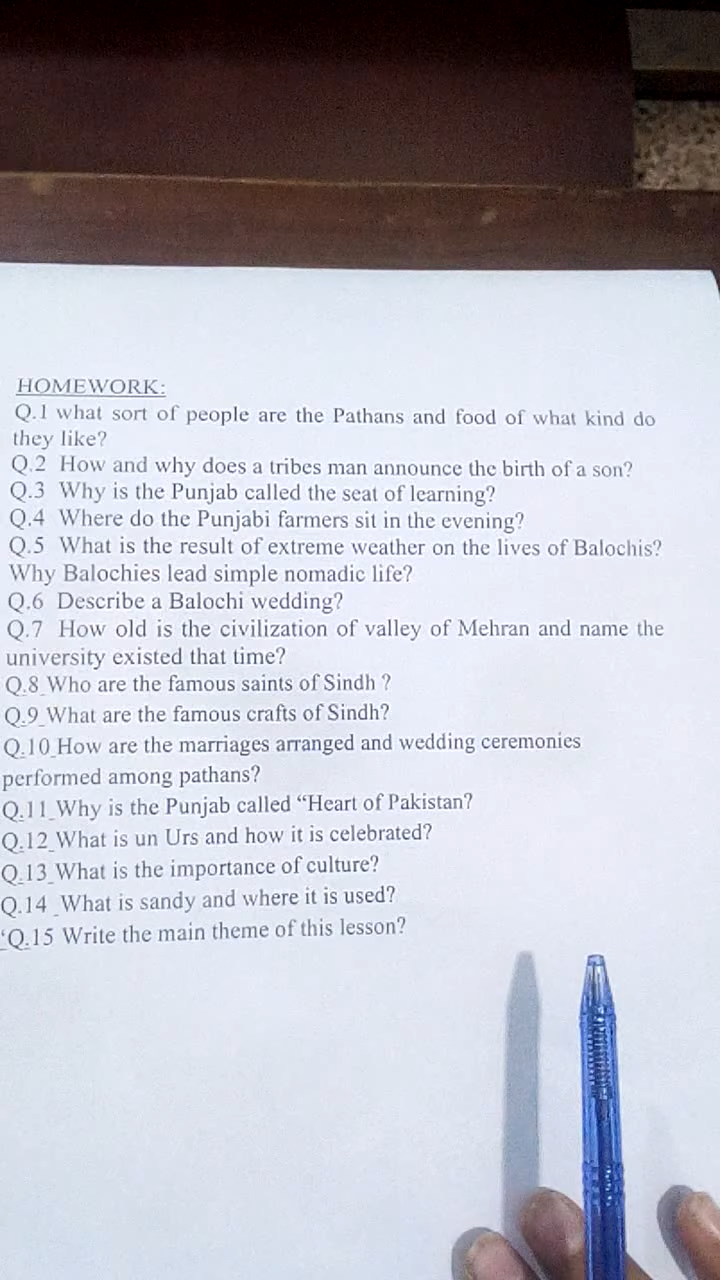 HOMEWORK:
Q.1 what sort of people are the Pathans and food of what kind do
they like?
Q.2 How and why does a tribes man announce the birth of a son?
Q.3 Why is the Punjab called the seat of learning?
Q.4 Where do the Punjabi farmers sit in the evening?
Q.5 What is the result of extreme weather on the lives of Balochis?
Why Balochies lead simple nomadic life?
Q.6 Describe a Balochi wedding?
Q.7 How old is the civilization of valley of Mehran and name the
university existed that time?
Q.8 Who are the famous saints of Sindh ?
Q.9 What are the famous crafts of Sindh?
Q.10 How are the marriages arranged and wedding ceremonies
performed among pathans?
Q.11 Why is the Punjab called “Heart of Pakistan?
Q.12 What is un Urs and how it is celebrated?
Q.13 What is the importance of culture?
Q.14 What is sandy and where it is used?
‘Q.15 Write the main theme of this lesson?